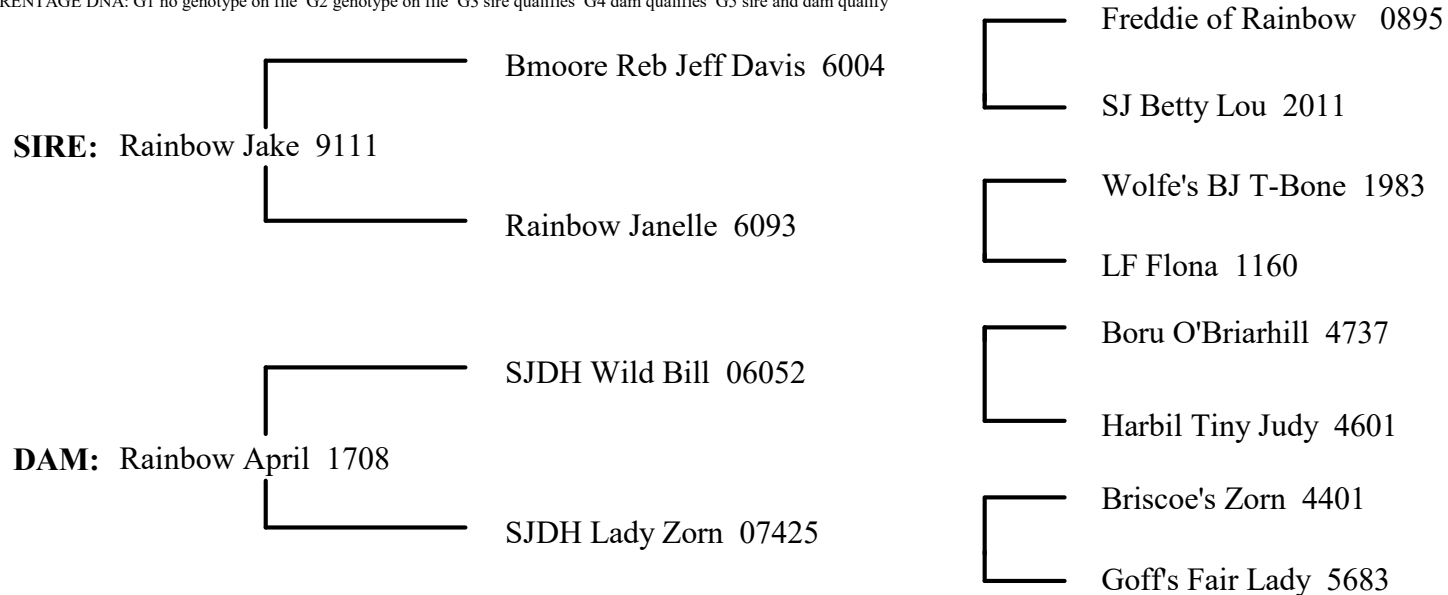 RENTAGE DNA: G1 no genotype on file G2 genotype on file G3 sire qualifies G4 dam qualifies G5 sire and dam qualify
Freddie of Rainbow 0895
Bmoore Reb Jeff Davis 6004
SJ Betty Lou 2011
SIRE: Rainbow Jake 9111
Wolfe's BJ T-Bone 1983
Rainbow Janelle 6093
LF Flona 1160
Boru O'Briarhill 4737
SJDH Wild Bill 06052
Harbil Tiny Judy 4601
DAM: Rainbow April 1708
Briscoe's Zorn 4401
SJDH Lady Zorn 07425
Goff's Fair Lady 5683